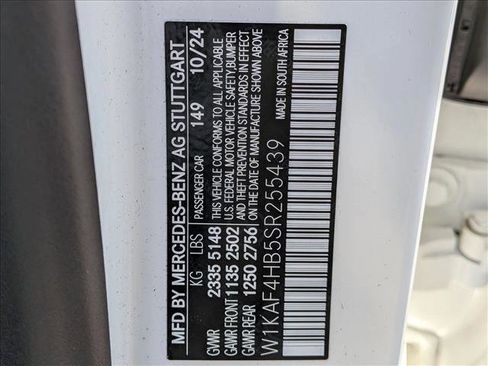 MFD BY MERCEDES-BENZ AG STUTTGART
KG LBS PASSENGER CAR 149 10/24
GVWR 2335 5148 THIS VEHICLE CONFORMS TO ALL APPLICABLE
GAWR FRONT 1135 2502 U.S. FEDERAL MOTOR VEHICLE SAFETY, BUMPER
GAWR REAR 1250 2756 AND THEFT PREVENTION STANDARDS IN EFFECT
ON THE DATE OF MANUFACTURE SHOWN ABOVE
W1KAF4HB5SR255439 MADE IN SOUTH AFRICA